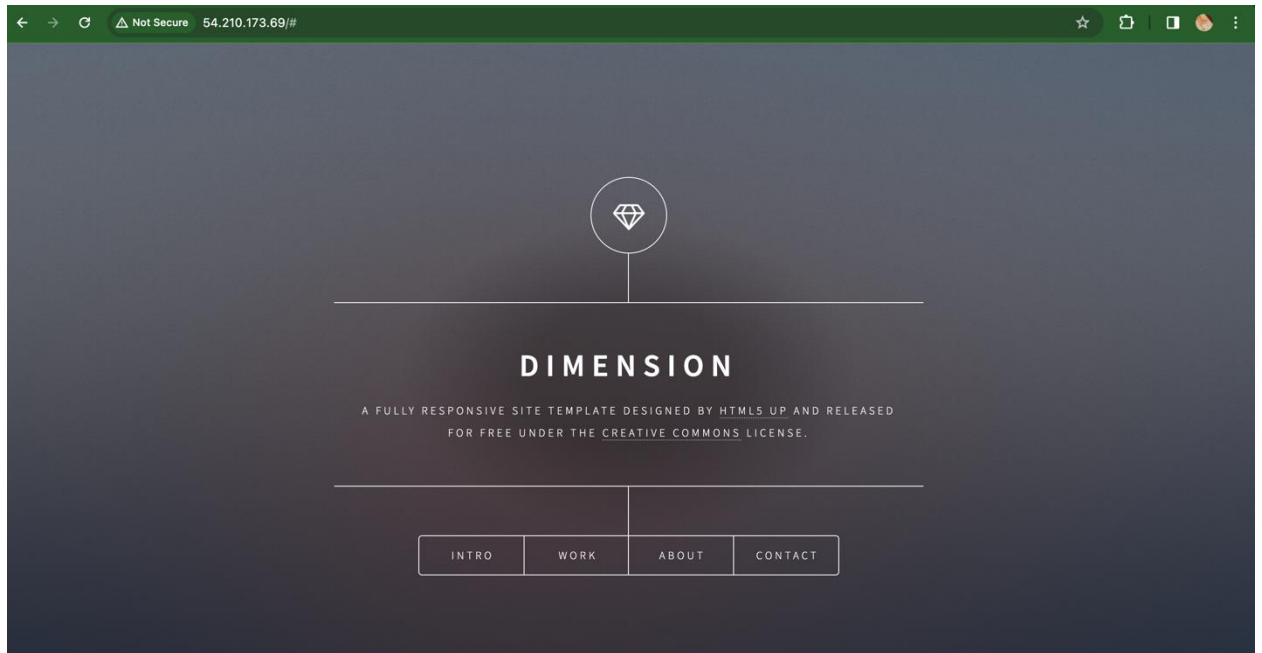 Not Secure 54.210.173.69/#
DIMENSION
A FULLY RESPONSIVE SITE TEMPLATE DESIGNED BY HTML5 UP AND RELEASED
FOR FREE UNDER THE CREATIVE COMMONS LICENSE.
INTRO WORK ABOUT CONTACT